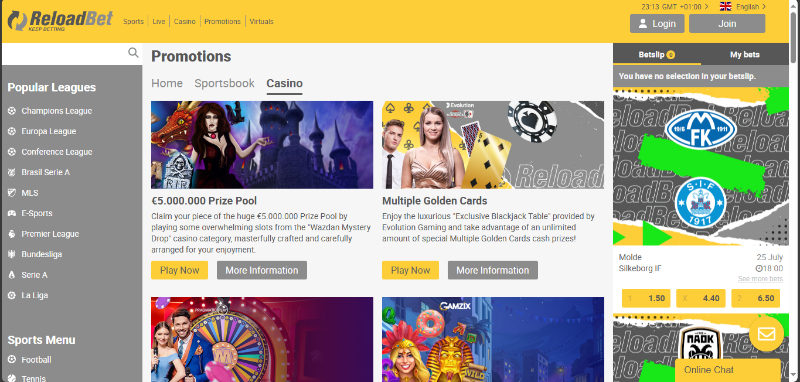 23:13 GMT +01:00
English
ReloadBet
KEEP BETTING
Sports
Live
Casino
Promotions
Virtuals
Login
Join
Promotions
Betslip 0
My bets
You have no selection in your betslip.
Home
Sportsbook
Casino
Popular Leagues
Champions League
Europa League
Conference League
Brasil Serie A
MLS
E-Sports
Premier League
Bundesliga
Serie A
La Liga
Sports Menu
Football
Tennis
R.I.P
€5.000.000 Prize Pool
Claim your piece of the huge €5.000.000 Prize Pool by
playing some overwhelming slots from the "Wazdan Mystery
Drop" casino category, masterfully crafted and carefully
arranged for your enjoyment.
Play Now
More Information
Evolution
Reload
Multiple Golden Cards
Enjoy the luxurious "Exclusive Blackjack Table" provided by
Evolution Gaming and take advantage of an unlimited
amount of special Multiple Golden Cards cash prizes!
Play Now
More Information
GAMZIX
WILD
1911
M
FK
S.I.F
1917
Molde
25 July
Silkeborg IF
18:00
See more bets
1
1.50
X
4.40
2
6.50
ΠΑΟΚ
Online Chat